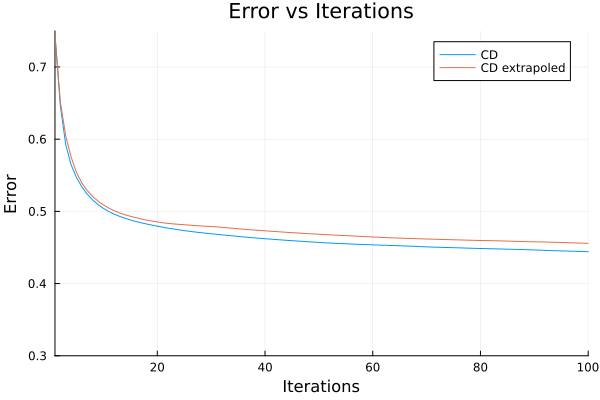 Error vs Iterations
CD
CD extrapoled
Error
0.7
0.6
0.5
0.4
0.3
20 40 60 80 100
Iterations